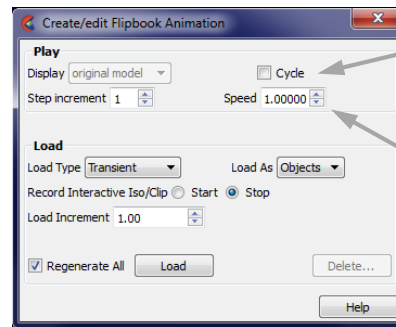 Create/edit Flipbook Animation
Play
Display original model Cycle
Step increment 1 Speed 1.00000
Load
Load Type Transient Load As Objects
Record Interactive Iso/Clip Start Stop
Load Increment 1.00
Regenerate All Load Delete...
Help